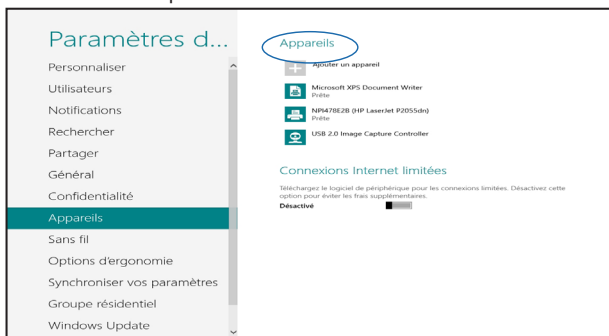 Paramètres d...
Personnaliser
Utilisateurs
Notifications
Rechercher
Partager
Général
Confidentialité
Appareils
Sans fil
Options d'ergonomie
Synchroniser vos paramètres
Groupe résidentiel
Windows Update
Appareils
Ajouter un appareil
Microsoft XPS Document Writer
Prête
NPI478E2B (HP LaserJet P2055dn)
Prête
USB 2.0 Image Capture Controller
Connexions Internet limitées
Téléchargez le logiciel de périphérique pour les connexions limitées. Désactivez cette
option pour éviter les frais supplémentaires.
Désactivé